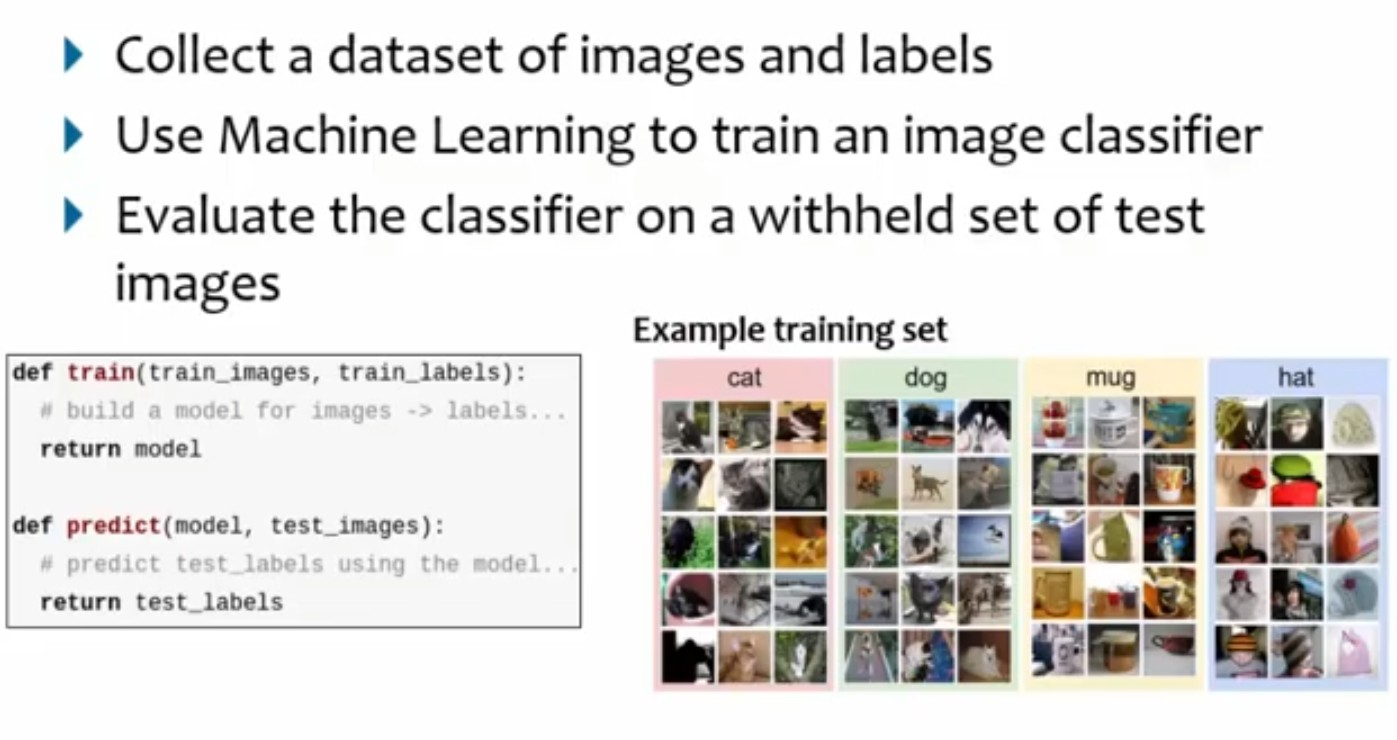 Collect a dataset of images and labels
Use Machine Learning to train an image classifier
Evaluate the classifier on a withheld set of test
images
def train(train_images, train_labels):
# build a model for images -> labels...
return model
def predict(model, test_images):
# predict test_labels using the model...
return test_labels
Example training set
cat dog mug hat